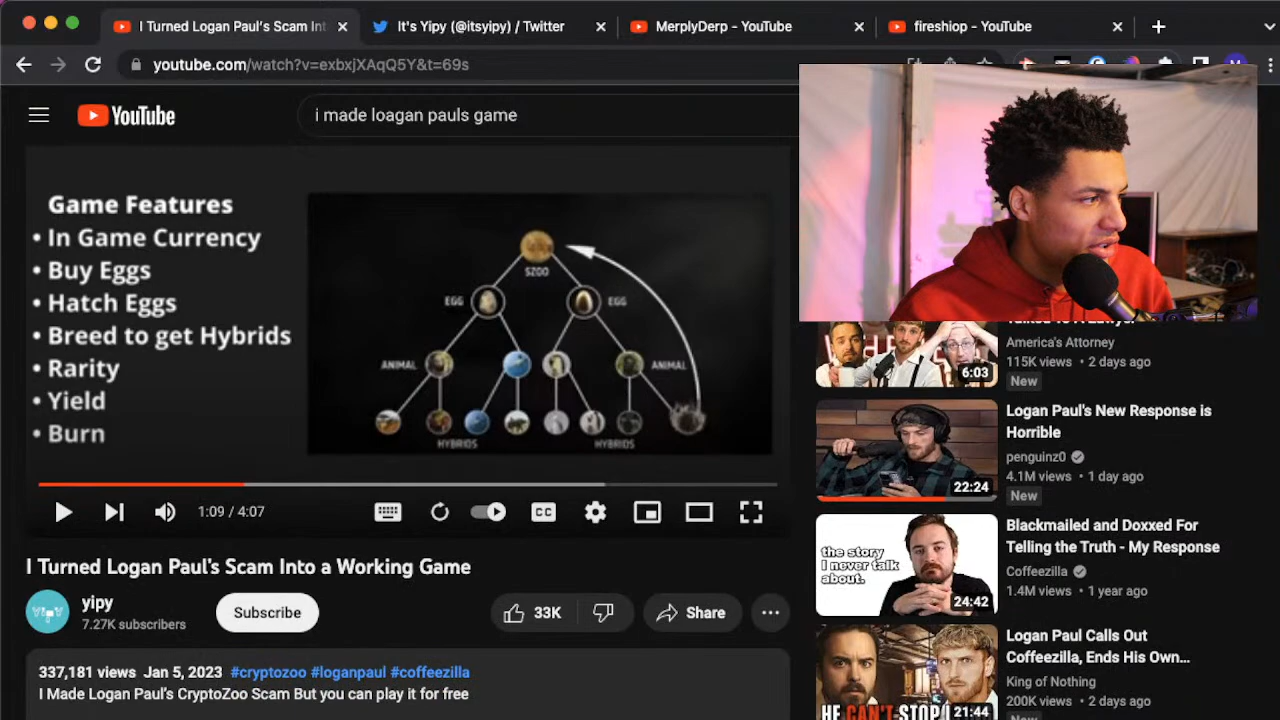 I Turned Logan Paul's Scam Int
It's Yipy (@itsyipy) / Twitter
MerplyDerp - YouTube
fireshiop - YouTube
youtube.com/watch?v=exbxjXAqQ5Y&t=69s
YouTube
i made loagan pauls game
Game Features
• In Game Currency
• Buy Eggs
• Hatch Eggs
• Breed to get Hybrids
• Rarity
• Yield
• Burn
$ZOO
EGG
EGG
ANIMAL
ANIMAL
HYBRIDS
HYBRIDS
1:09 / 4:07
CC
I Turned Logan Paul's Scam Into a Working Game
yipy
7.27K subscribers
Subscribe
33K
Share
337,181 views Jan 5, 2023 #cryptozoo #loganpaul #coffeezilla
I Made Logan Paul's CryptoZoo Scam But you can play it for free
6:03
America's Attorney
115K views • 2 days ago
New
22:24
Logan Paul's New Response is
Horrible
penguinz0
4.1M views • 1 day ago
New
the story
I never talk
about.
24:42
Blackmailed and Doxxed For
Telling the Truth - My Response
Coffeezilla
1.4M views • 1 year ago
HE CAN'T STOP
21:44
Logan Paul Calls Out
Coffeezilla, Ends His Own...
King of Nothing
200K views • 2 days ago